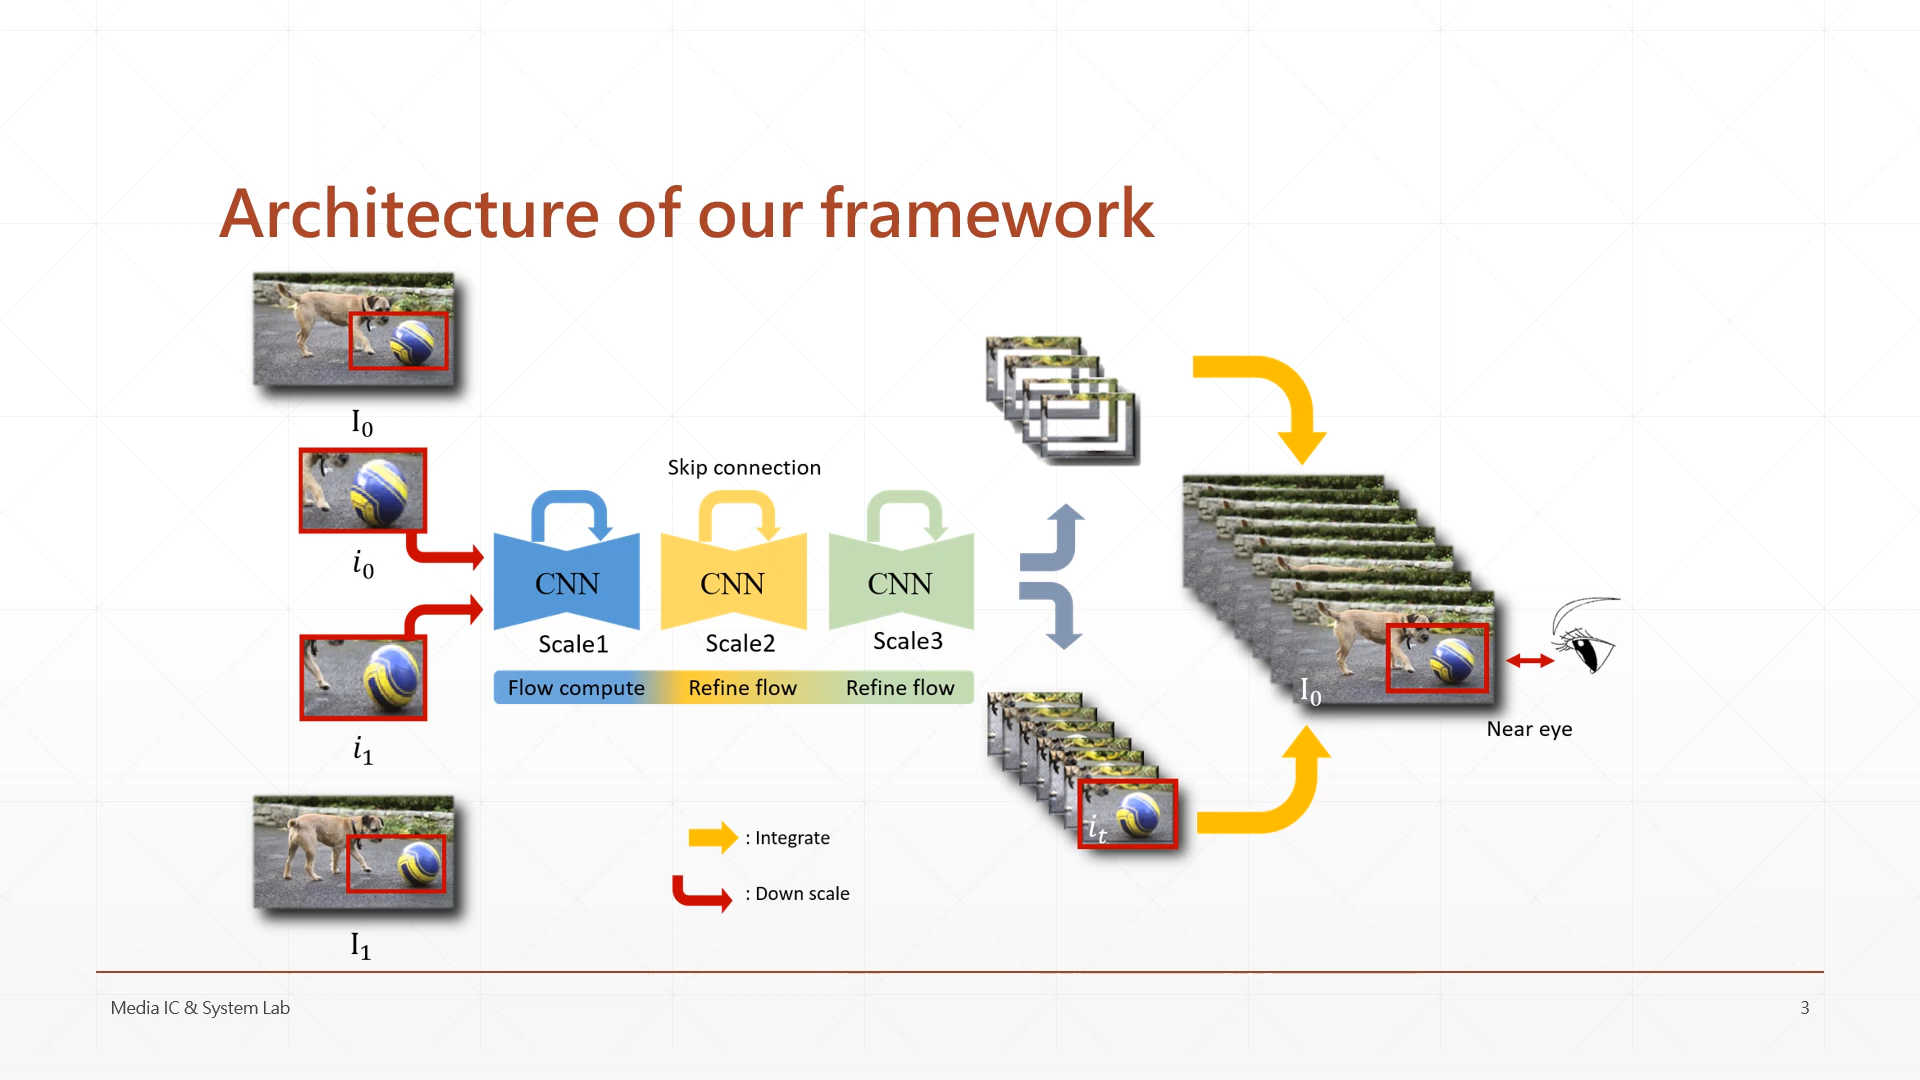 Architecture of our framework
I₀
i₀
i₁
I₁
Skip connection
CNN
CNN
CNN
Scale1
Scale2
Scale3
Flow compute
Refine flow
Refine flow
: Integrate
: Down scale
iₜ
I₀
Near eye
Media IC & System Lab
3